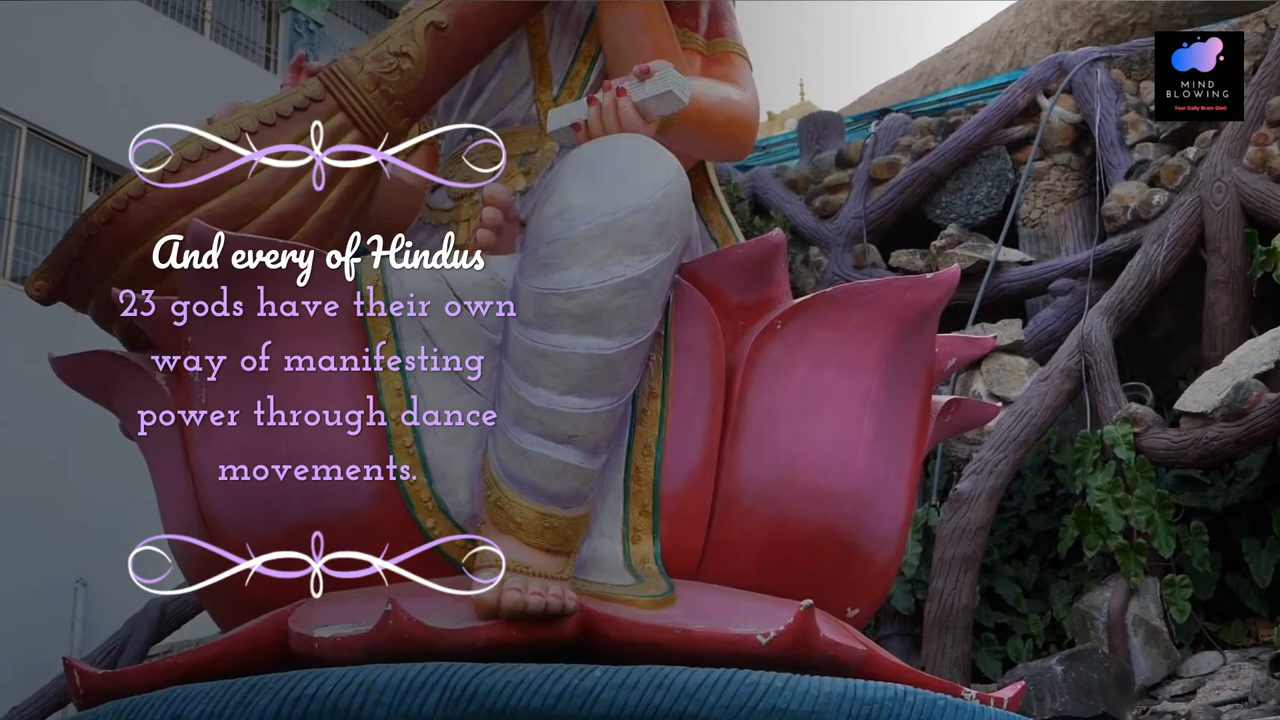 MIND
BLOWING
Your Daily Brain Diet!
And every of Hindus
23 gods have their own
way of manifesting
power through dance
movements.